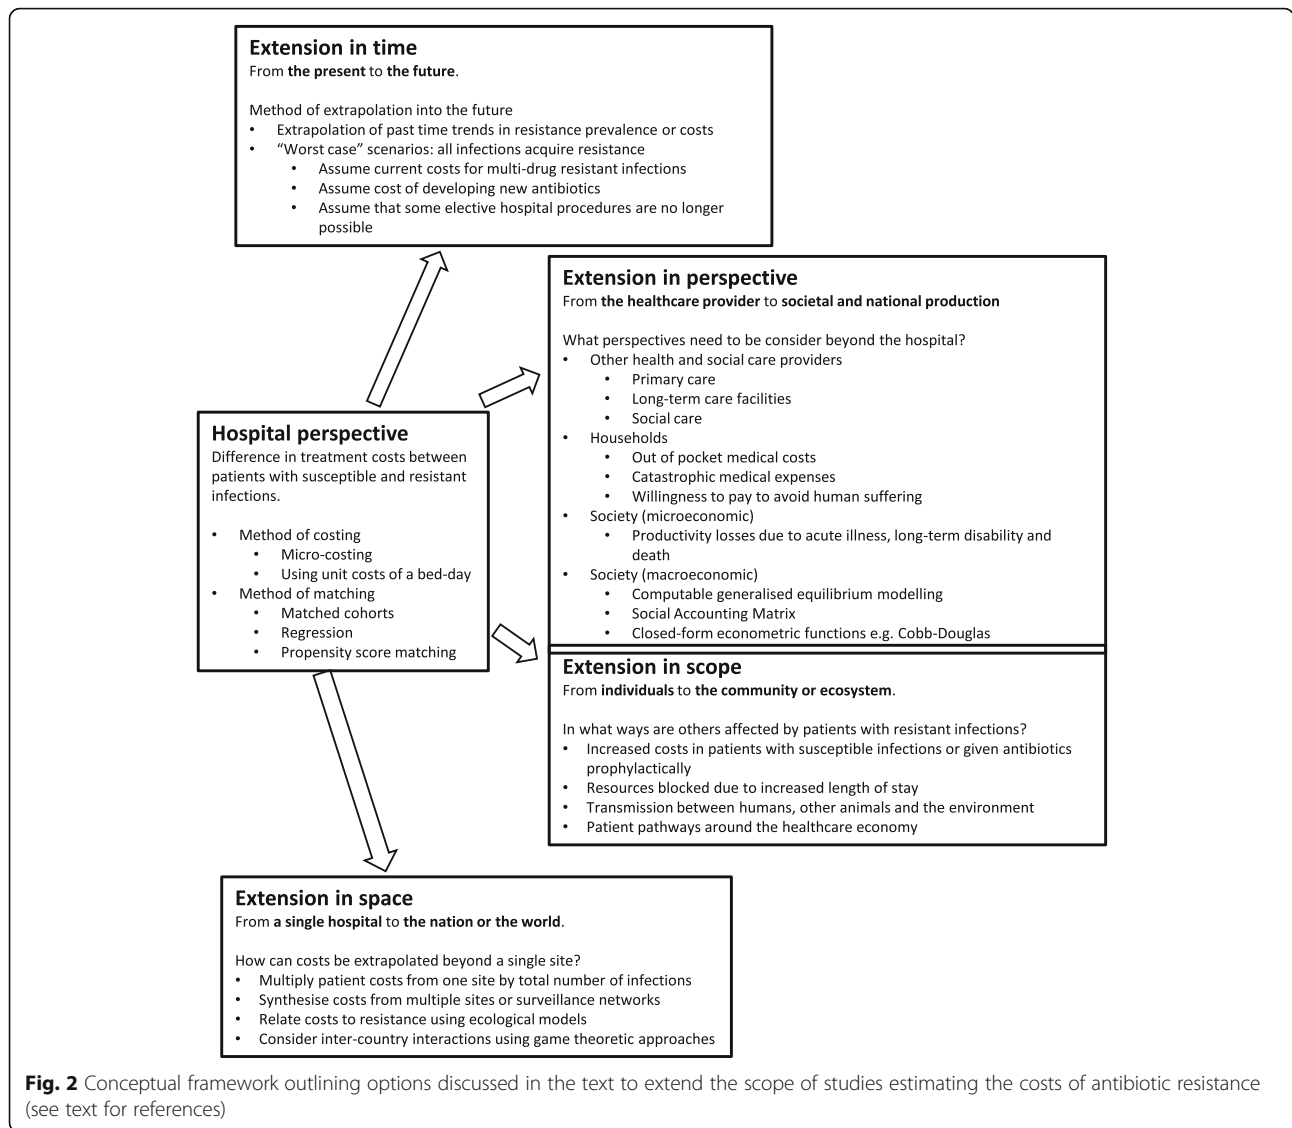 Extension in time
From the present to the future.
Method of extrapolation into the future
• Extrapolation of past time trends in resistance prevalence or costs
• “Worst case” scenarios: all infections acquire resistance
• Assume current costs for multi-drug resistant infections
• Assume cost of developing new antibiotics
• Assume that some elective hospital procedures are no longer
possible
Extension in perspective
From the healthcare provider to societal and national production
What perspectives need to be consider beyond the hospital?
• Other health and social care providers
• Primary care
• Long-term care facilities
• Social care
• Households
• Out of pocket medical costs
• Catastrophic medical expenses
• Willingness to pay to avoid human suffering
• Society (microeconomic)
• Productivity losses due to acute illness, long-term disability and
death
• Society (macroeconomic)
• Computable generalised equilibrium modelling
• Social Accounting Matrix
• Closed-form econometric functions e.g. Cobb-Douglas
Hospital perspective
Difference in treatment costs between
patients with susceptible and resistant
infections.
• Method of costing
• Micro-costing
• Using unit costs of a bed-day
• Method of matching
• Matched cohorts
• Regression
• Propensity score matching
Extension in scope
From individuals to the community or ecosystem.
In what ways are others affected by patients with resistant infections?
• Increased costs in patients with susceptible infections or given antibiotics
prophylactically
• Resources blocked due to increased length of stay
• Transmission between humans, other animals and the environment
• Patient pathways around the healthcare economy
Extension in space
From a single hospital to the nation or the world.
How can costs be extrapolated beyond a single site?
• Multiply patient costs from one site by total number of infections
• Synthesise costs from multiple sites or surveillance networks
• Relate costs to resistance using ecological models
• Consider inter-country interactions using game theoretic approaches
Fig. 2 Conceptual framework outlining options discussed in the text to extend the scope of studies estimating the costs of antibiotic resistance
(see text for references)